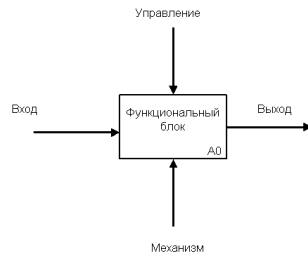 Управление
Вход
Функциональный
блок
Выход
A0
Механизм